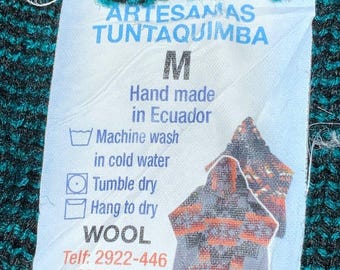 ARTESANIAS
TUNTAQUIMBA
M
Hand made
in Ecuador
Machine wash
in cold water
Tumble dry
Hang to dry
WOOL
Telf: 2922-446